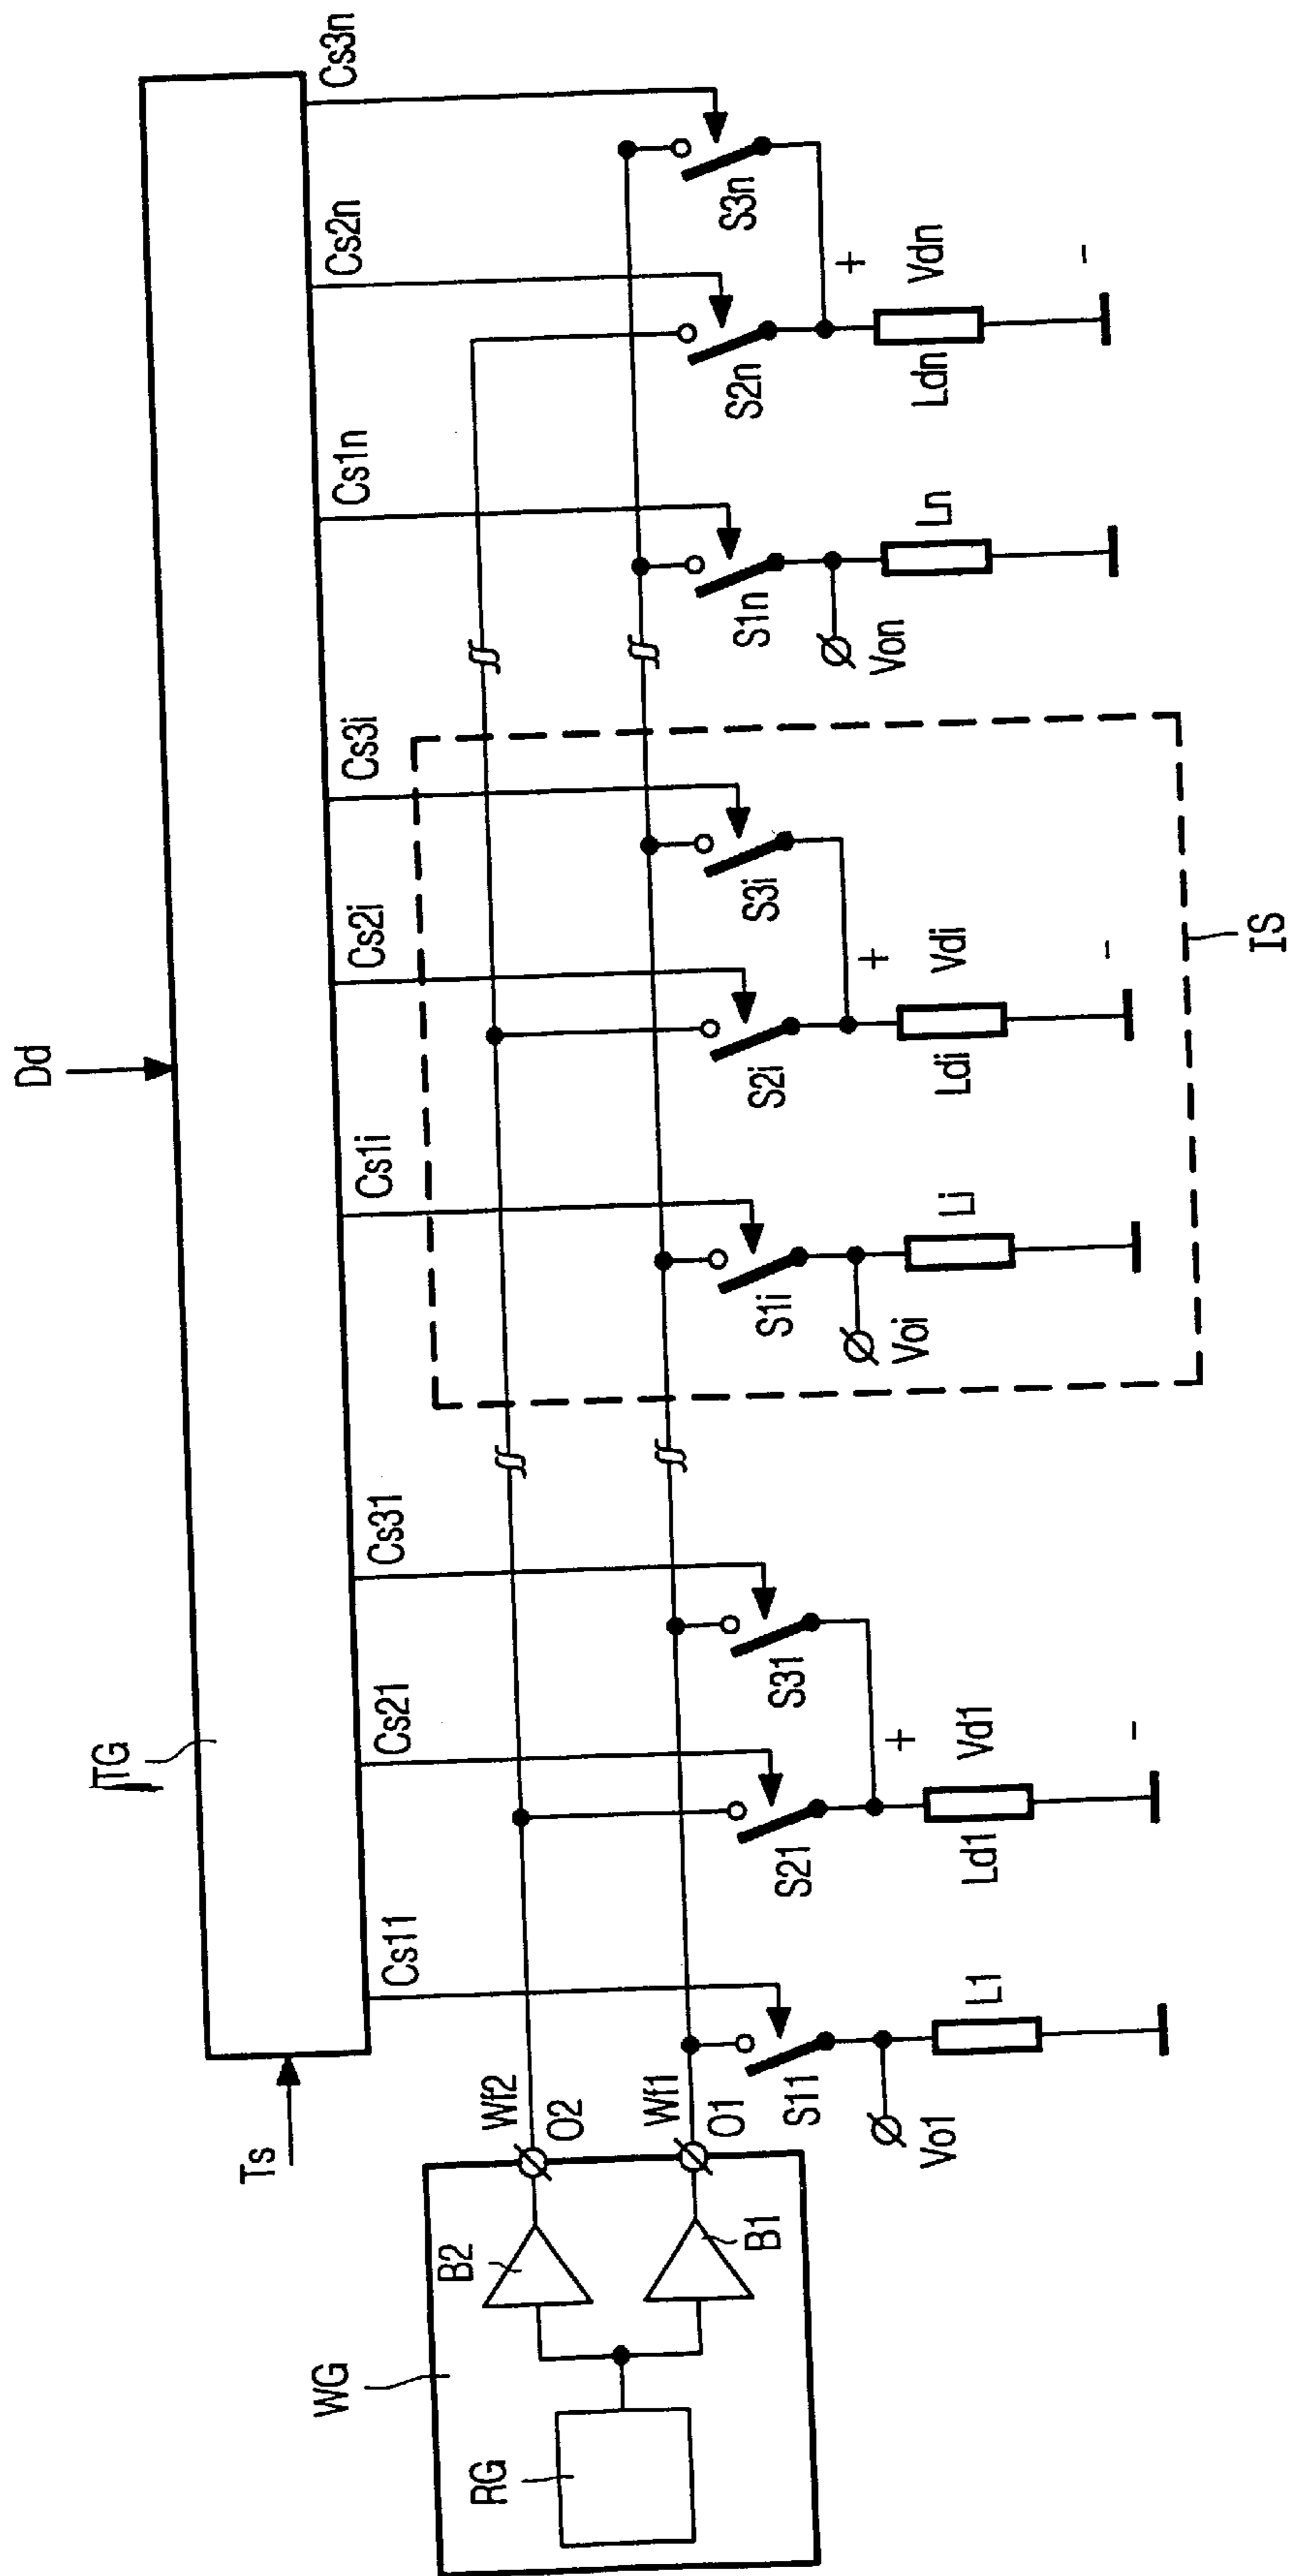 Dd
TG
Ts
Cs11
Cs21
Cs31
Cs1i
Cs2i
Cs3i
Cs1n
Cs2n
Cs3n
WG
RG
B2
B1
Wf2
O2
Wf1
O1
S11
S21
S31
S1i
S2i
S3i
S1n
S2n
S3n
Vo1
L1
Ld1
+
Vd1
-
Voi
Li
Ldi
+
Vdi
-
Von
Ln
Ldn
+
Vdn
-
IS